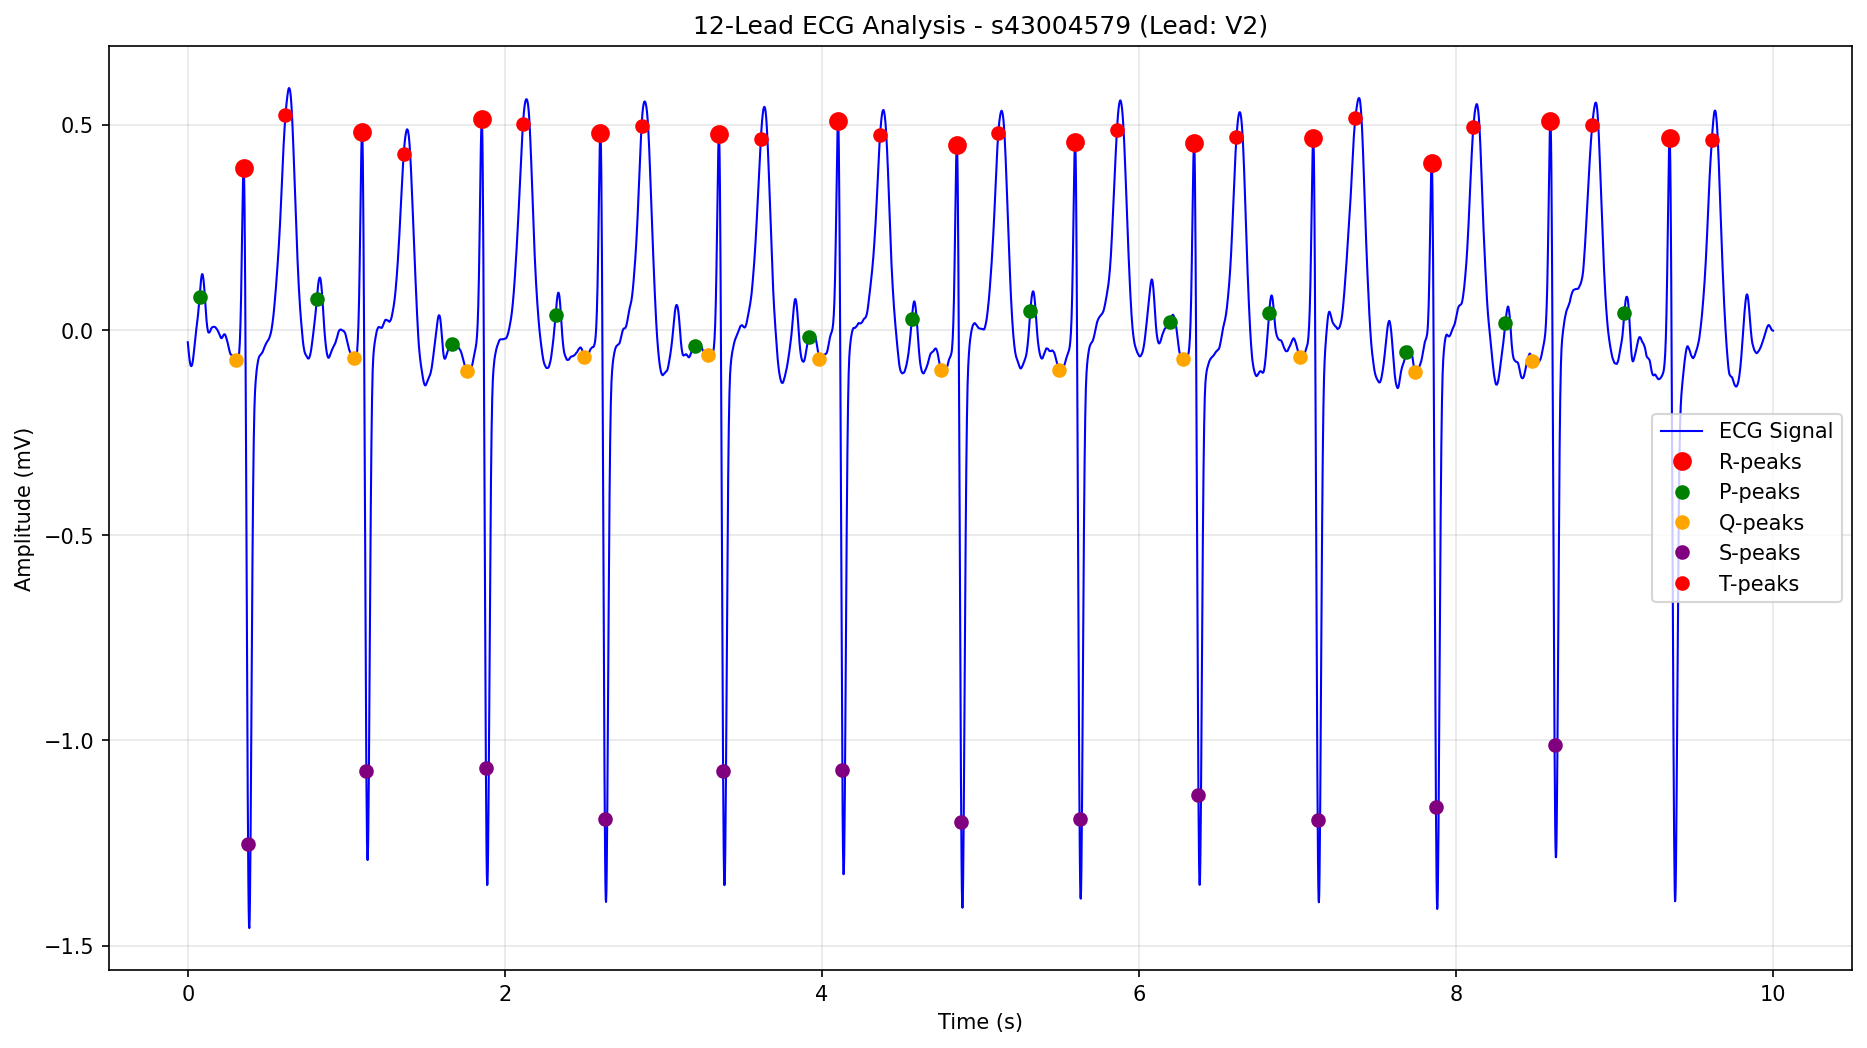 12-Lead ECG Analysis - s43004579 (Lead: V2)
Amplitude (mV)
0.5
0.0
−0.5
−1.0
−1.5
ECG Signal
R-peaks
P-peaks
Q-peaks
S-peaks
T-peaks
0 2 4 6 8 10
Time (s)